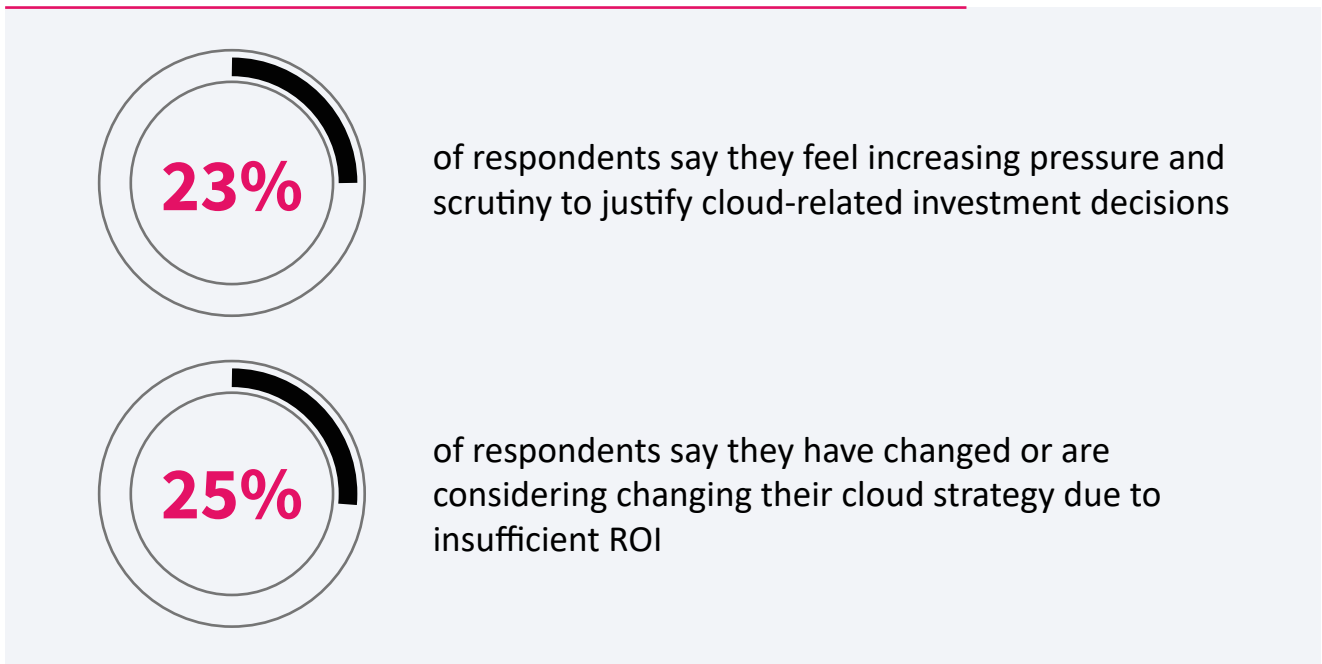 23%
of respondents say they feel increasing pressure and
scrutiny to justify cloud-related investment decisions
25%
of respondents say they have changed or are
considering changing their cloud strategy due to
insufficient ROI